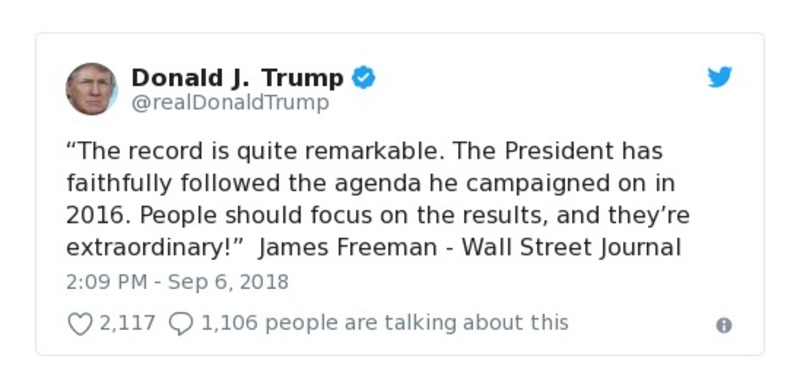 Donald J. Trump
@realDonaldTrump
“The record is quite remarkable. The President has
faithfully followed the agenda he campaigned on in
2016. People should focus on the results, and they’re
extraordinary!”  James Freeman - Wall Street Journal
2:09 PM - Sep 6, 2018
2,117 1,106 people are talking about this